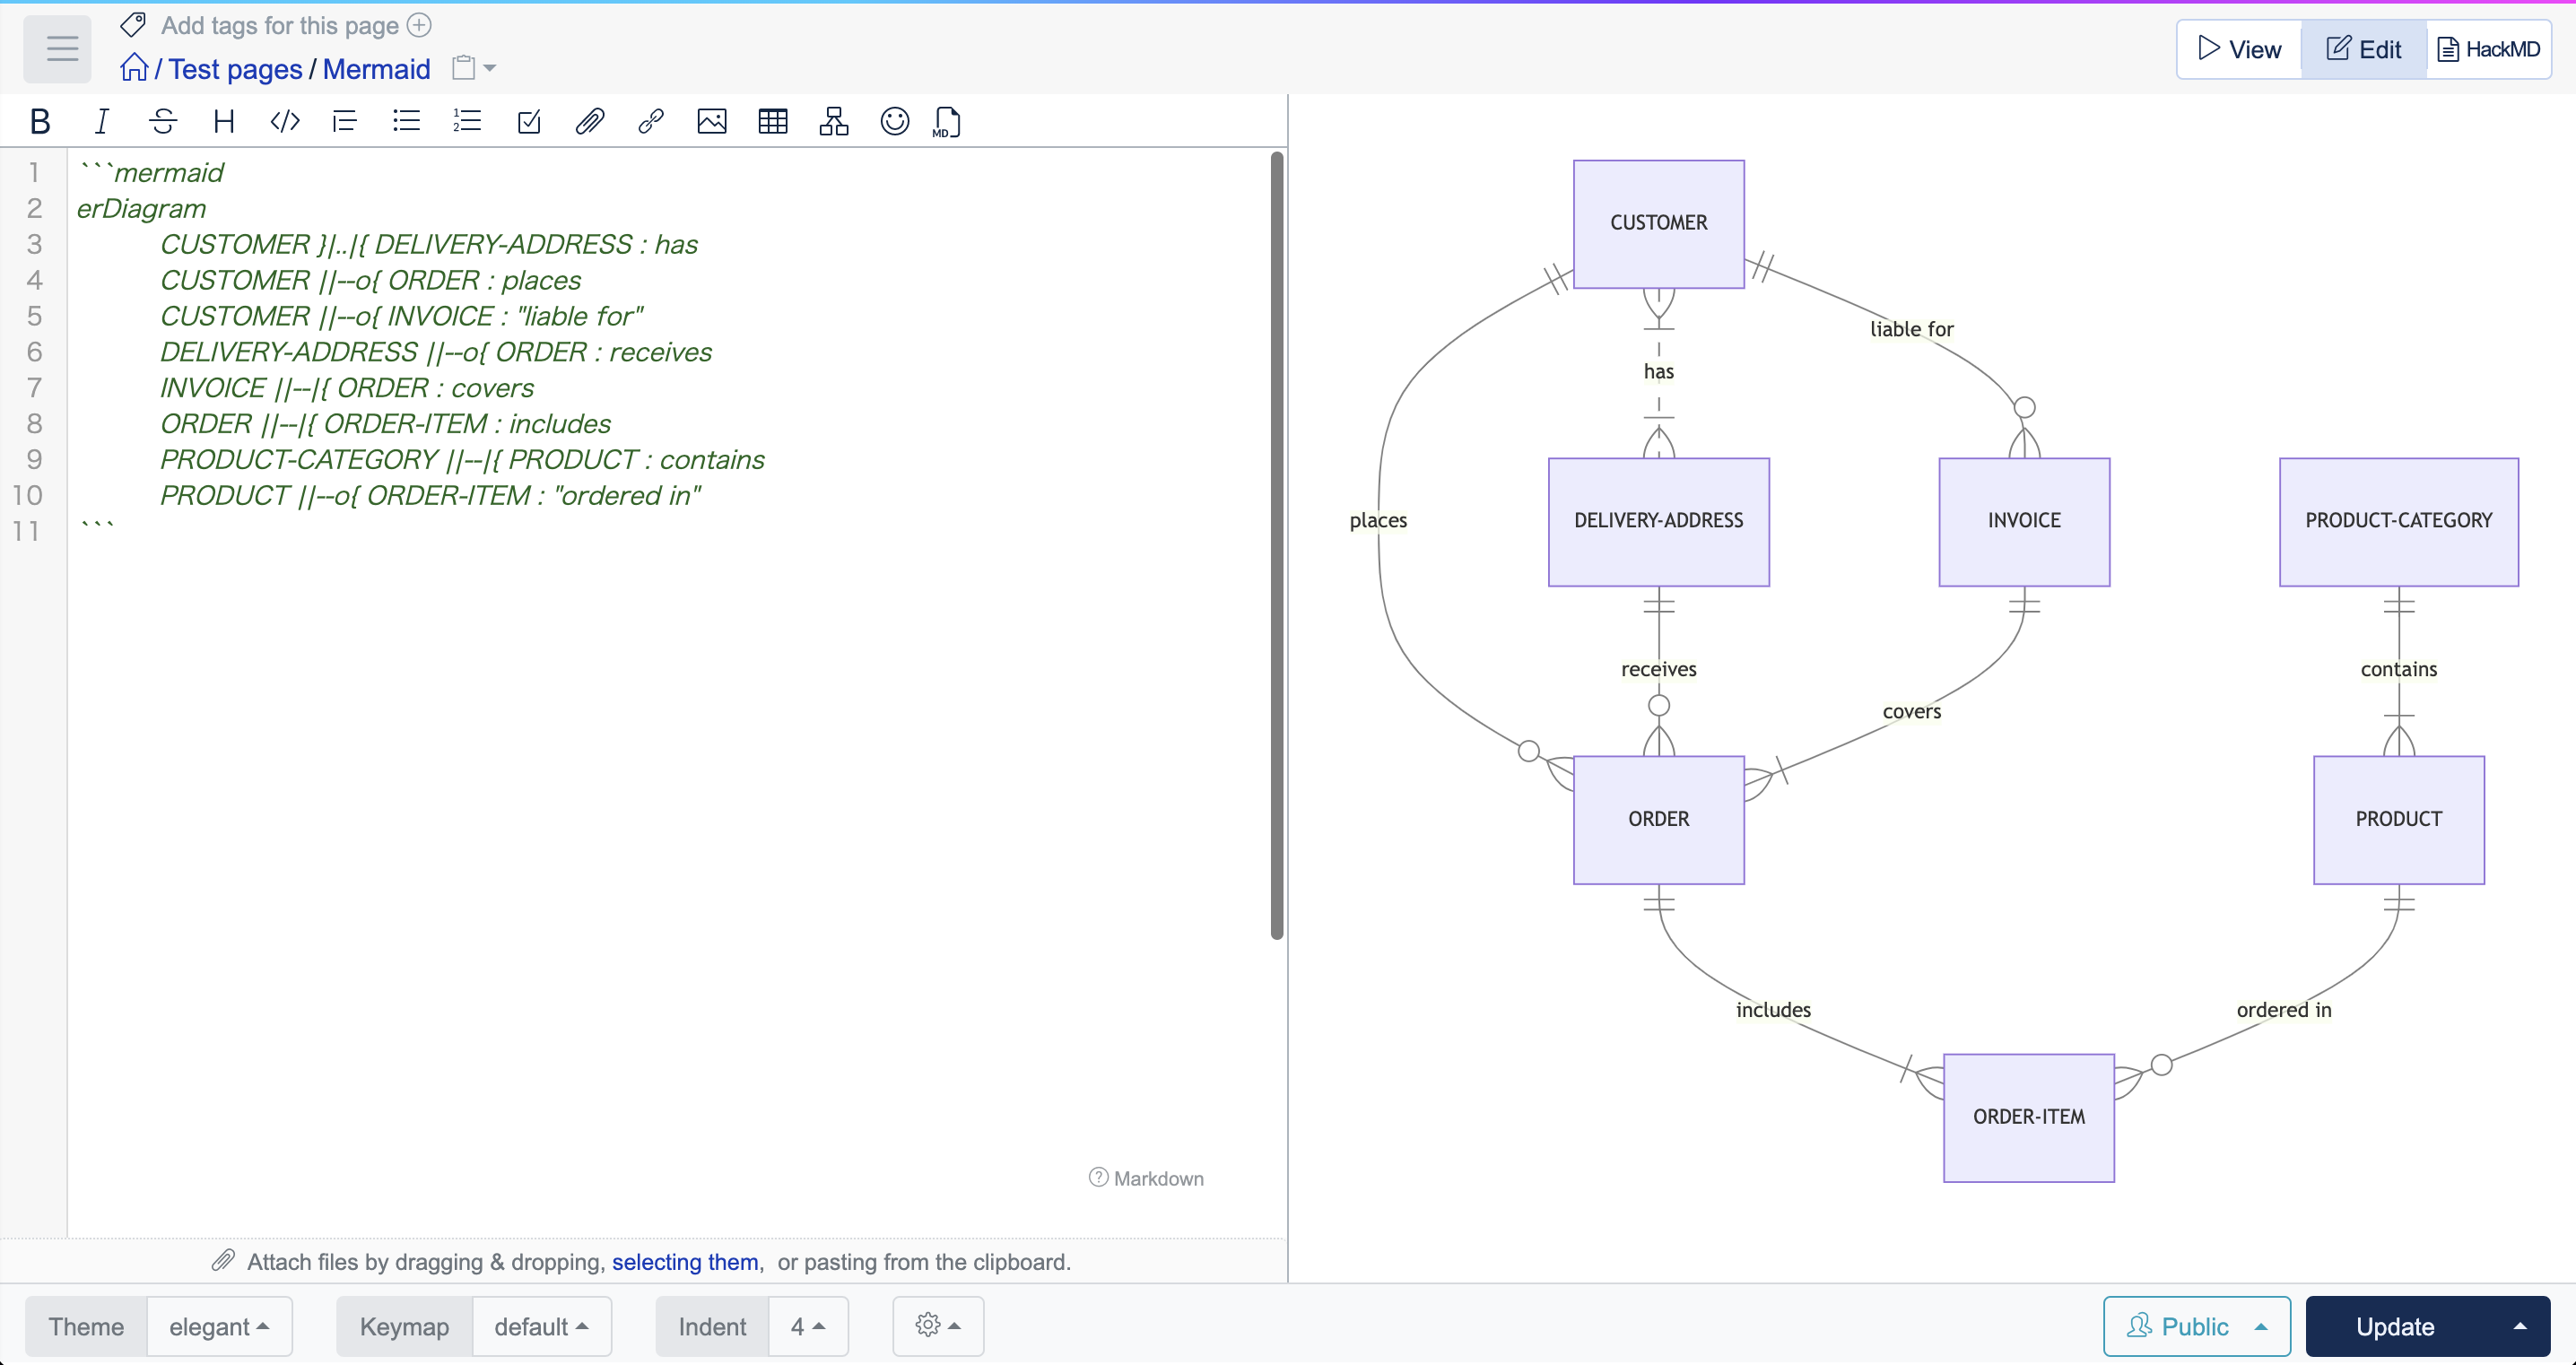 Add tags for this page
/ Test pages / Mermaid
View Edit HackMD
B I S H </> MD
1 ```mermaid
2 erDiagram
3 CUSTOMER }|..|{ DELIVERY-ADDRESS : has
4 CUSTOMER ||--o{ ORDER : places
5 CUSTOMER ||--o{ INVOICE : "liable for"
6 DELIVERY-ADDRESS ||--o{ ORDER : receives
7 INVOICE ||--|{ ORDER : covers
8 ORDER ||--|{ ORDER-ITEM : includes
9 PRODUCT-CATEGORY ||--|{ PRODUCT : contains
10 PRODUCT ||--o{ ORDER-ITEM : "ordered in"
11 ```
Markdown
Attach files by dragging & dropping, selecting them, or pasting from the clipboard.
CUSTOMER
liable for
has
places
DELIVERY-ADDRESS
INVOICE
PRODUCT-CATEGORY
receives
contains
covers
ORDER
PRODUCT
includes
ordered in
ORDER-ITEM
Theme elegant
Keymap default
Indent 4
Public
Update